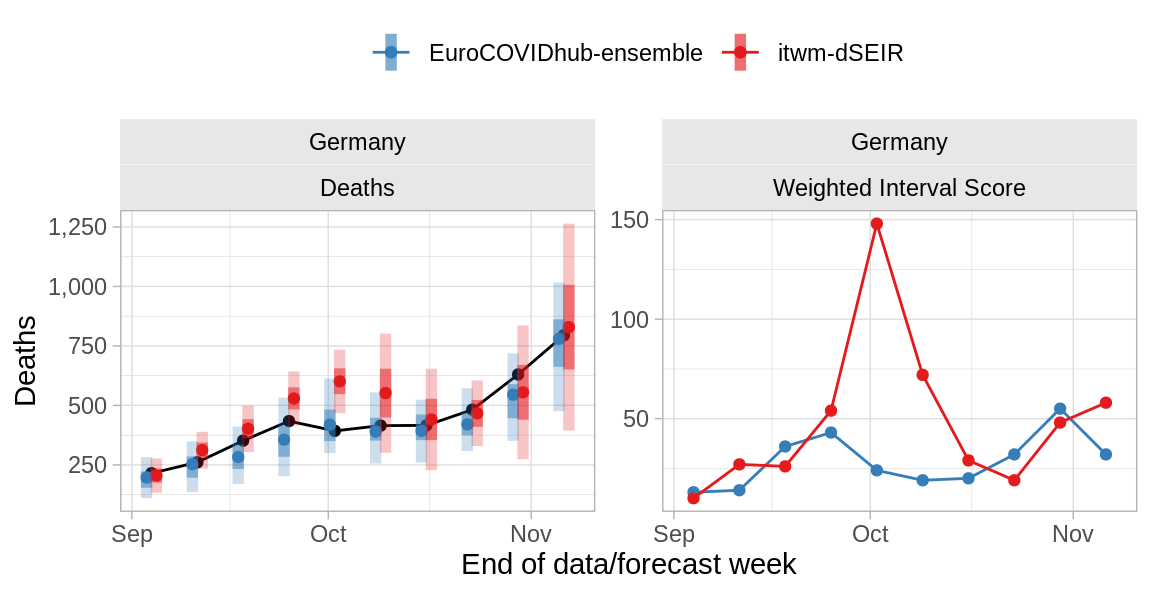 EuroCOVIDhub-ensemble itwm-dSEIR
Germany Germany
Deaths Weighted Interval Score
Deaths
1,250
1,000
750
500
250
150
100
50
Sep Oct Nov Sep Oct Nov
End of data/forecast week